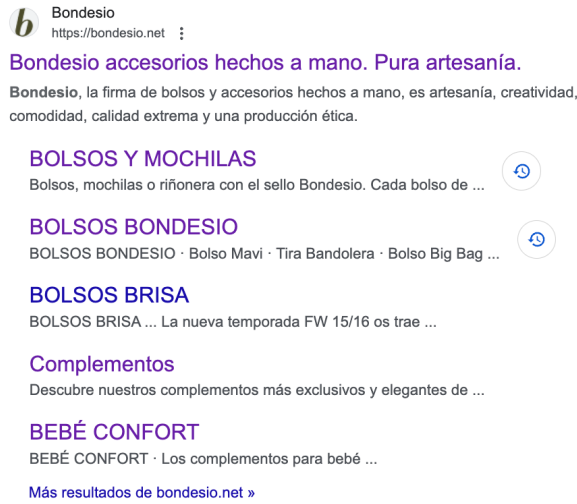 b
Bondesio
https://bondesio.net
Bondesio accesorios hechos a mano. Pura artesanía.
Bondesio, la firma de bolsos y accesorios hechos a mano, es artesanía, creatividad,
comodidad, calidad extrema y una producción ética.
BOLSOS Y MOCHILAS
Bolsos, mochilas o riñonera con el sello Bondesio. Cada bolso de ...
BOLSOS BONDESIO
BOLSOS BONDESIO · Bolso Mavi · Tira Bandolera · Bolso Big Bag ...
BOLSOS BRISA
BOLSOS BRISA ... La nueva temporada FW 15/16 os trae ...
Complementos
Descubre nuestros complementos más exclusivos y elegantes de ...
BEBÉ CONFORT
BEBÉ CONFORT · Los complementos para bebé ...
Más resultados de bondesio.net »